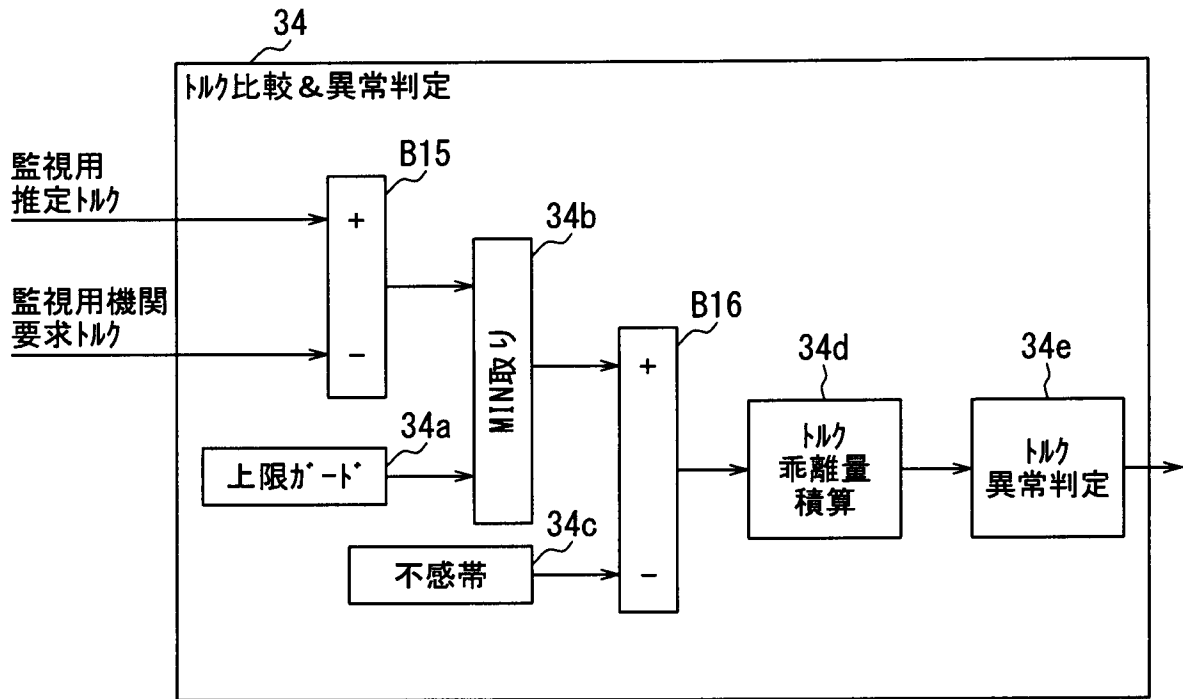 34
ﾄﾙｸ比較＆異常判定
監視用
推定ﾄﾙｸ
B15
+
34b
監視用機関
要求ﾄﾙｸ
-
MIN取り
B16
+
34a
上限ｶﾞｰﾄﾞ
34d
ﾄﾙｸ
乖離量
積算
34e
ﾄﾙｸ
異常判定
34c
不感帯
-